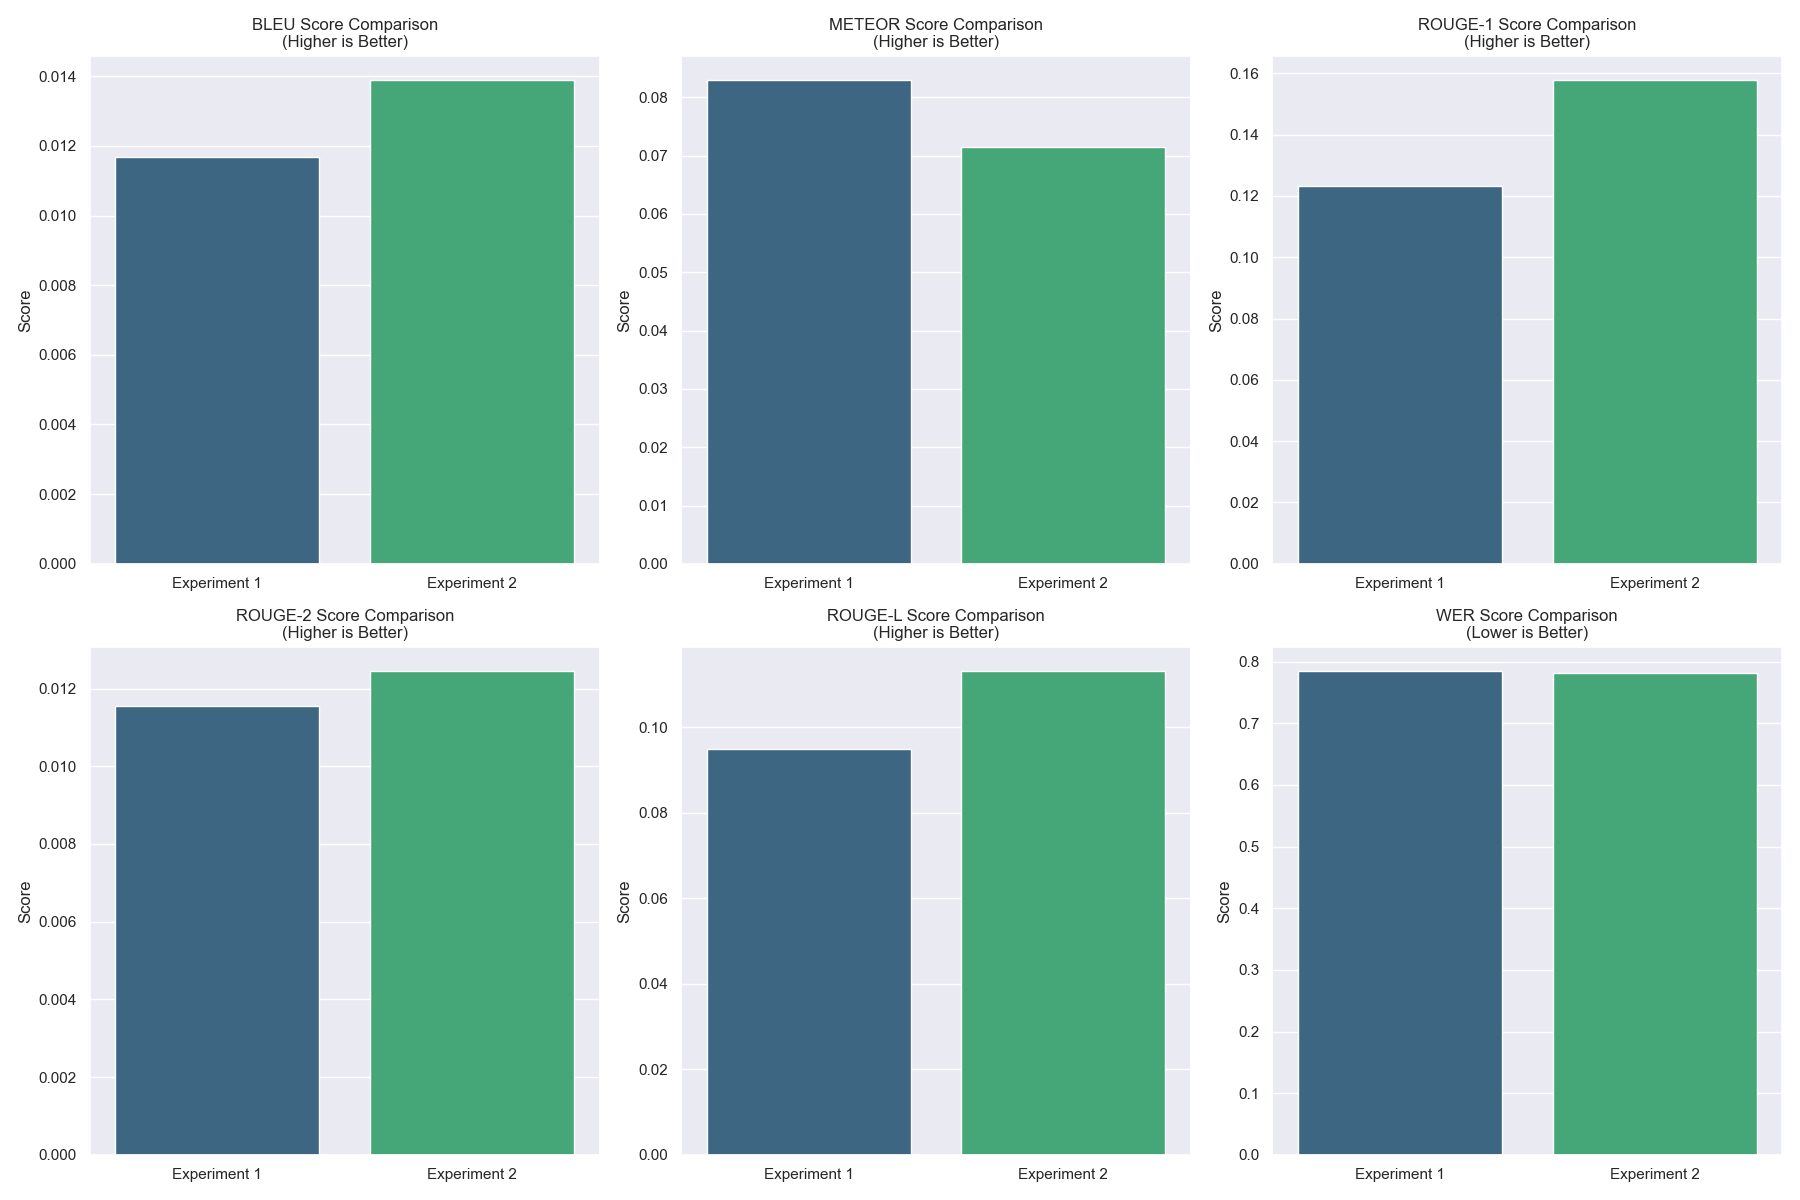 BLEU Score Comparison
(Higher is Better)
Score
0.014
0.012
0.010
0.008
0.006
0.004
0.002
0.000
Experiment 1
Experiment 2
METEOR Score Comparison
(Higher is Better)
Score
0.08
0.07
0.06
0.05
0.04
0.03
0.02
0.01
0.00
Experiment 1
Experiment 2
ROUGE-1 Score Comparison
(Higher is Better)
Score
0.16
0.14
0.12
0.10
0.08
0.06
0.04
0.02
0.00
Experiment 1
Experiment 2
ROUGE-2 Score Comparison
(Higher is Better)
Score
0.012
0.010
0.008
0.006
0.004
0.002
0.000
Experiment 1
Experiment 2
ROUGE-L Score Comparison
(Higher is Better)
Score
0.10
0.08
0.06
0.04
0.02
0.00
Experiment 1
Experiment 2
WER Score Comparison
(Lower is Better)
Score
0.8
0.7
0.6
0.5
0.4
0.3
0.2
0.1
0.0
Experiment 1
Experiment 2